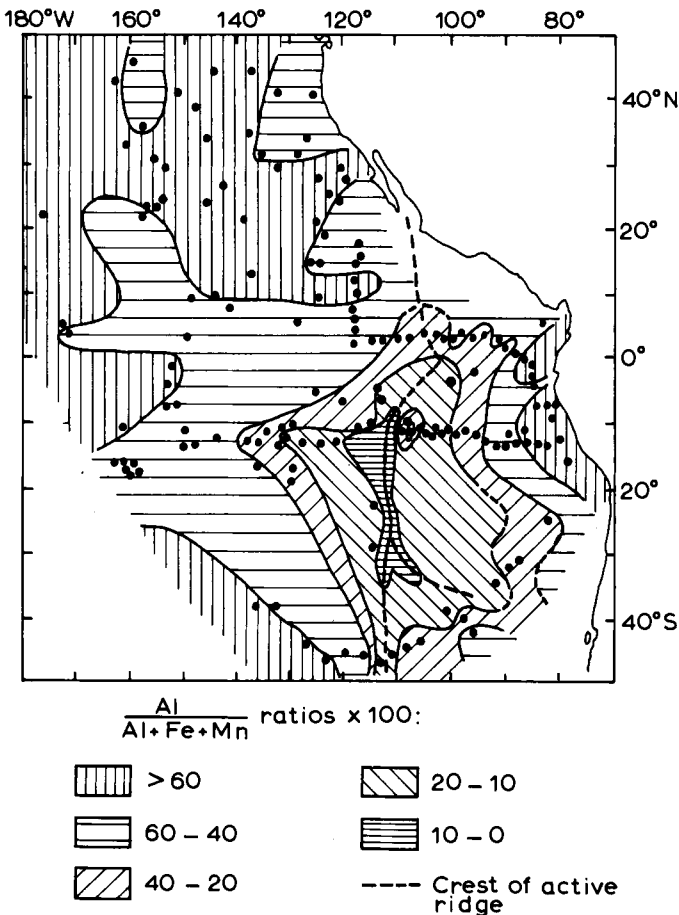 180°W 160° 140° 120° 100° 80°
40°N
20°
0°
20°
40°S
Al
Al+Fe+Mn ratios x 100:
>60
60 – 40
40 – 20
20 – 10
10 – 0
Crest of active
ridge